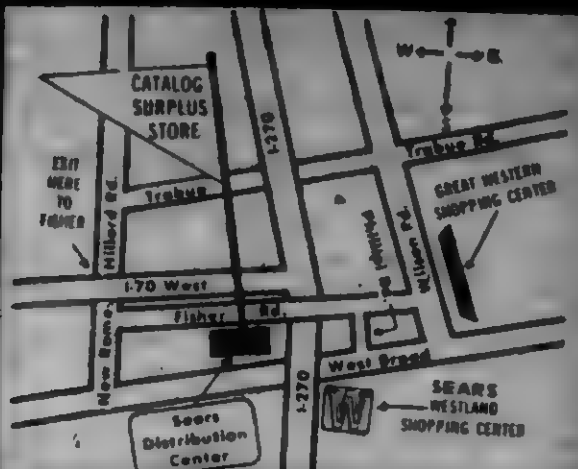 CATALOG
SURPLUS
STORE
I-270
W
E
Trabue Rd.
GREAT WESTERN
SHOPPING CENTER
EXIT
HERE
TO
FISHER
Hilliard Rd.
Trabue
Wilson Rd.
I-70 West
Fisher Rd.
New Rome
West Broad
I-270
Sears
Distribution
Center
SEARS
WESTLAND
SHOPPING CENTER